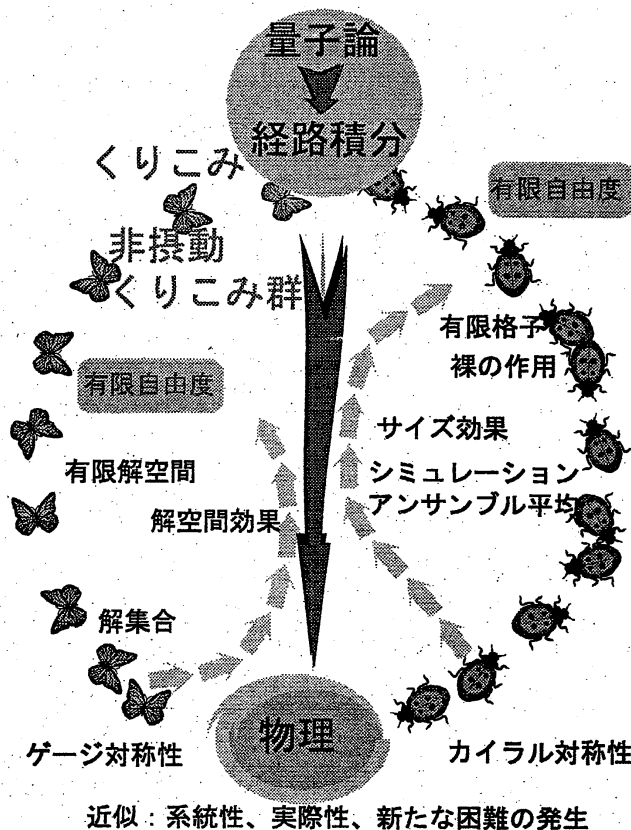 量子論
経路積分
くりこみ
有限自由度
非摂動
くりこみ群
有限格子
裸の作用
有限自由度
サイズ効果
有限解空間
シミュレーション
アンサンブル平均
解空間効果
解集合
物理
ゲージ対称性
カイラル対称性
近似：系統性、実際性、新たな困難の発生